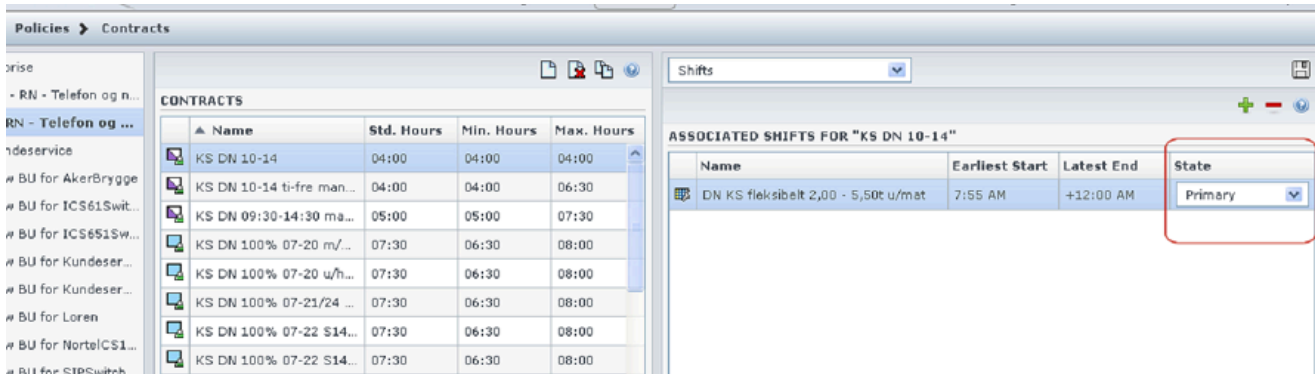 Policies > Contracts
orise
- RN - Telefon og n...
RN - Telefon og ...
ndeservice
w BU for AkerBrygge
w BU for ICS61Swit...
w BU for ICS651Sw...
w BU for Kundeser...
w BU for Kundeser...
w BU for Loren
w BU for NortelCS1...
w BU for SIPSwitch
CONTRACTS
Name Std. Hours Min. Hours Max. Hours
KS DN 10-14 04:00 04:00 04:00
KS DN 10-14 ti-fre man... 04:00 04:00 06:30
KS DN 09:30-14:30 ma... 05:00 05:00 07:30
KS DN 100% 07-20 m/... 07:30 06:30 08:00
KS DN 100% 07-20 u/h... 07:30 06:30 08:00
KS DN 100% 07-21/24 ... 07:30 06:30 08:00
KS DN 100% 07-22 S14... 07:30 06:30 08:00
KS DN 100% 07-22 S14... 07:30 06:30 08:00
Shifts
ASSOCIATED SHIFTS FOR "KS DN 10-14"
Name Earliest Start Latest End State
DN KS fleksibelt 2,00 - 5,50t u/mat 7:55 AM +12:00 AM Primary